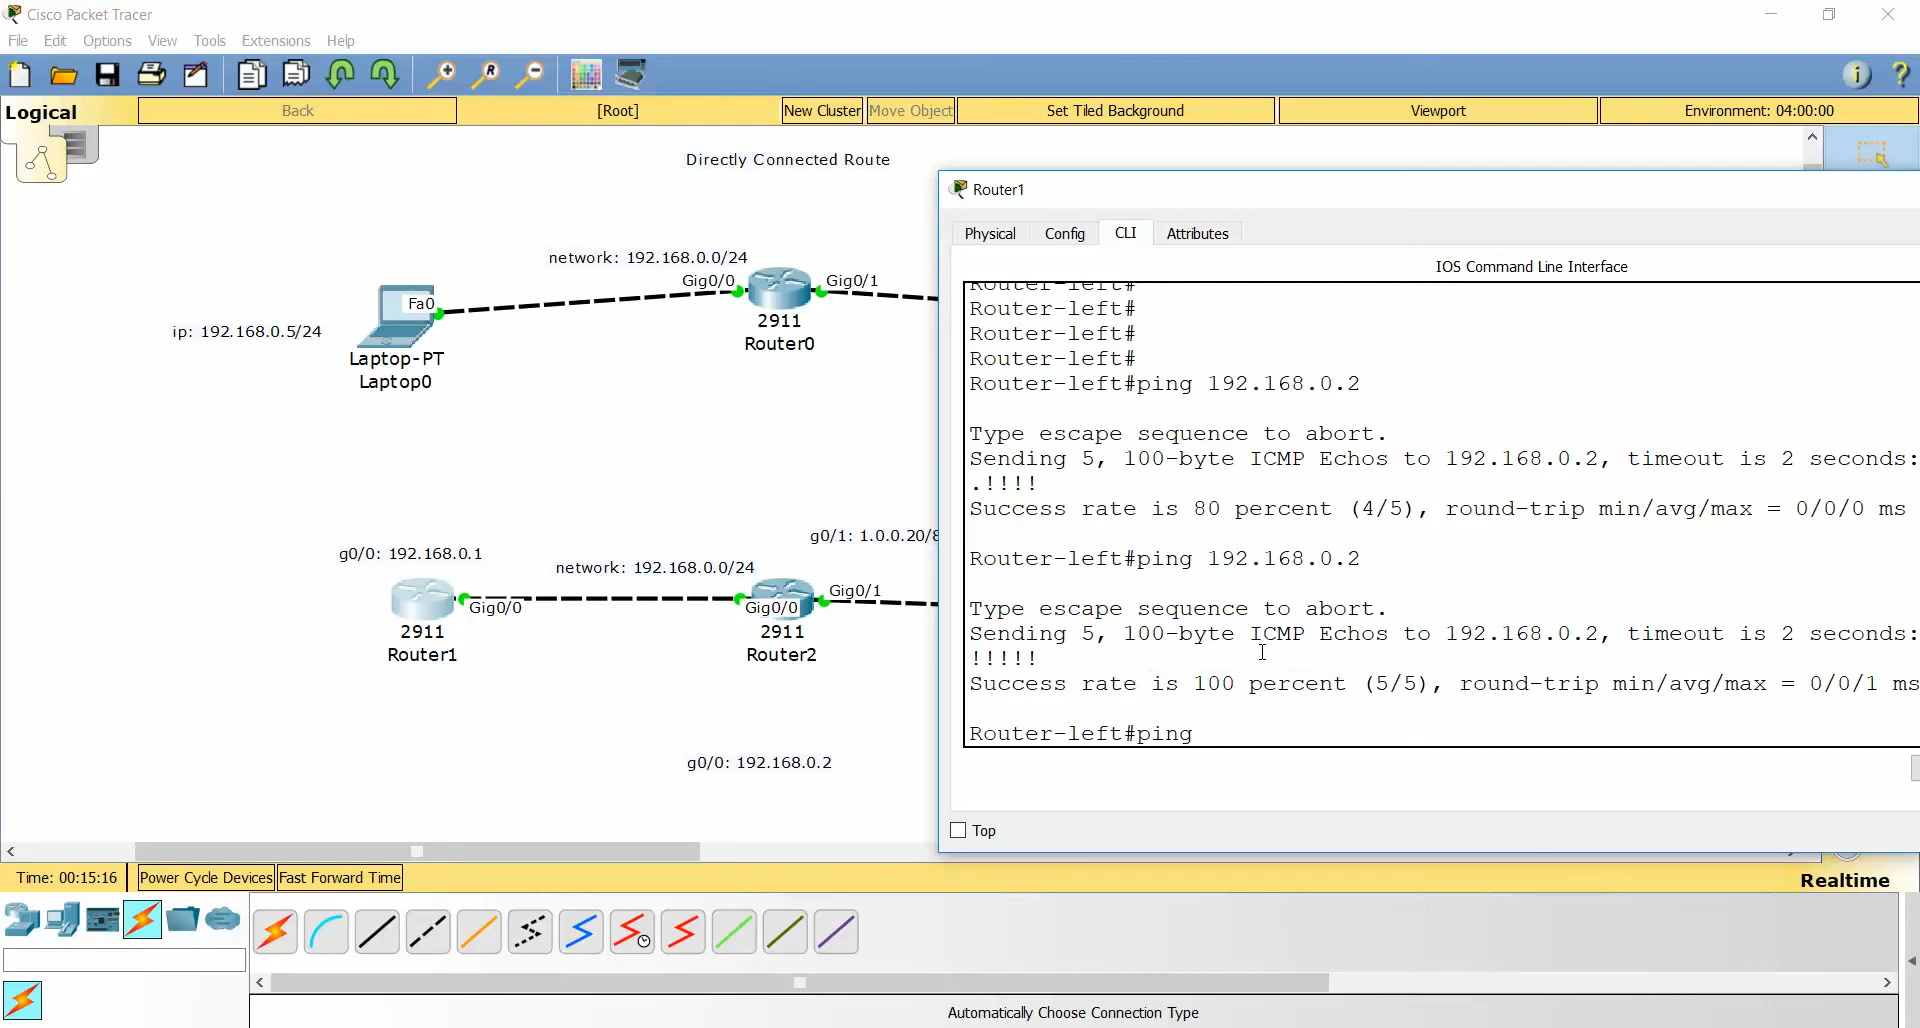 Cisco Packet Tracer
File Edit Options View Tools Extensions Help
Logical
Back
[Root]
New Cluster
Move Object
Set Tiled Background
Viewport
Environment: 04:00:00
Directly Connected Route
network: 192.168.0.0/24
Gig0/0
Gig0/1
Fa0
ip: 192.168.0.5/24
2911
Router0
Laptop-PT
Laptop0
g0/1: 1.0.0.20/8
g0/0: 192.168.0.1
network: 192.168.0.0/24
Gig0/0
Gig0/0
Gig0/1
2911
Router1
2911
Router2
g0/0: 192.168.0.2
Router1
Physical Config CLI Attributes
IOS Command Line Interface
Router-left#
Router-left#
Router-left#
Router-left#
Router-left#ping 192.168.0.2
Type escape sequence to abort.
Sending 5, 100-byte ICMP Echos to 192.168.0.2, timeout is 2 seconds:
.!!!!
Success rate is 80 percent (4/5), round-trip min/avg/max = 0/0/0 ms
Router-left#ping 192.168.0.2
Type escape sequence to abort.
Sending 5, 100-byte ICMP Echos to 192.168.0.2, timeout is 2 seconds:
!!!!!
Success rate is 100 percent (5/5), round-trip min/avg/max = 0/0/1 ms
Router-left#ping
Top
Time: 00:15:16
Power Cycle Devices
Fast Forward Time
Realtime
Automatically Choose Connection Type